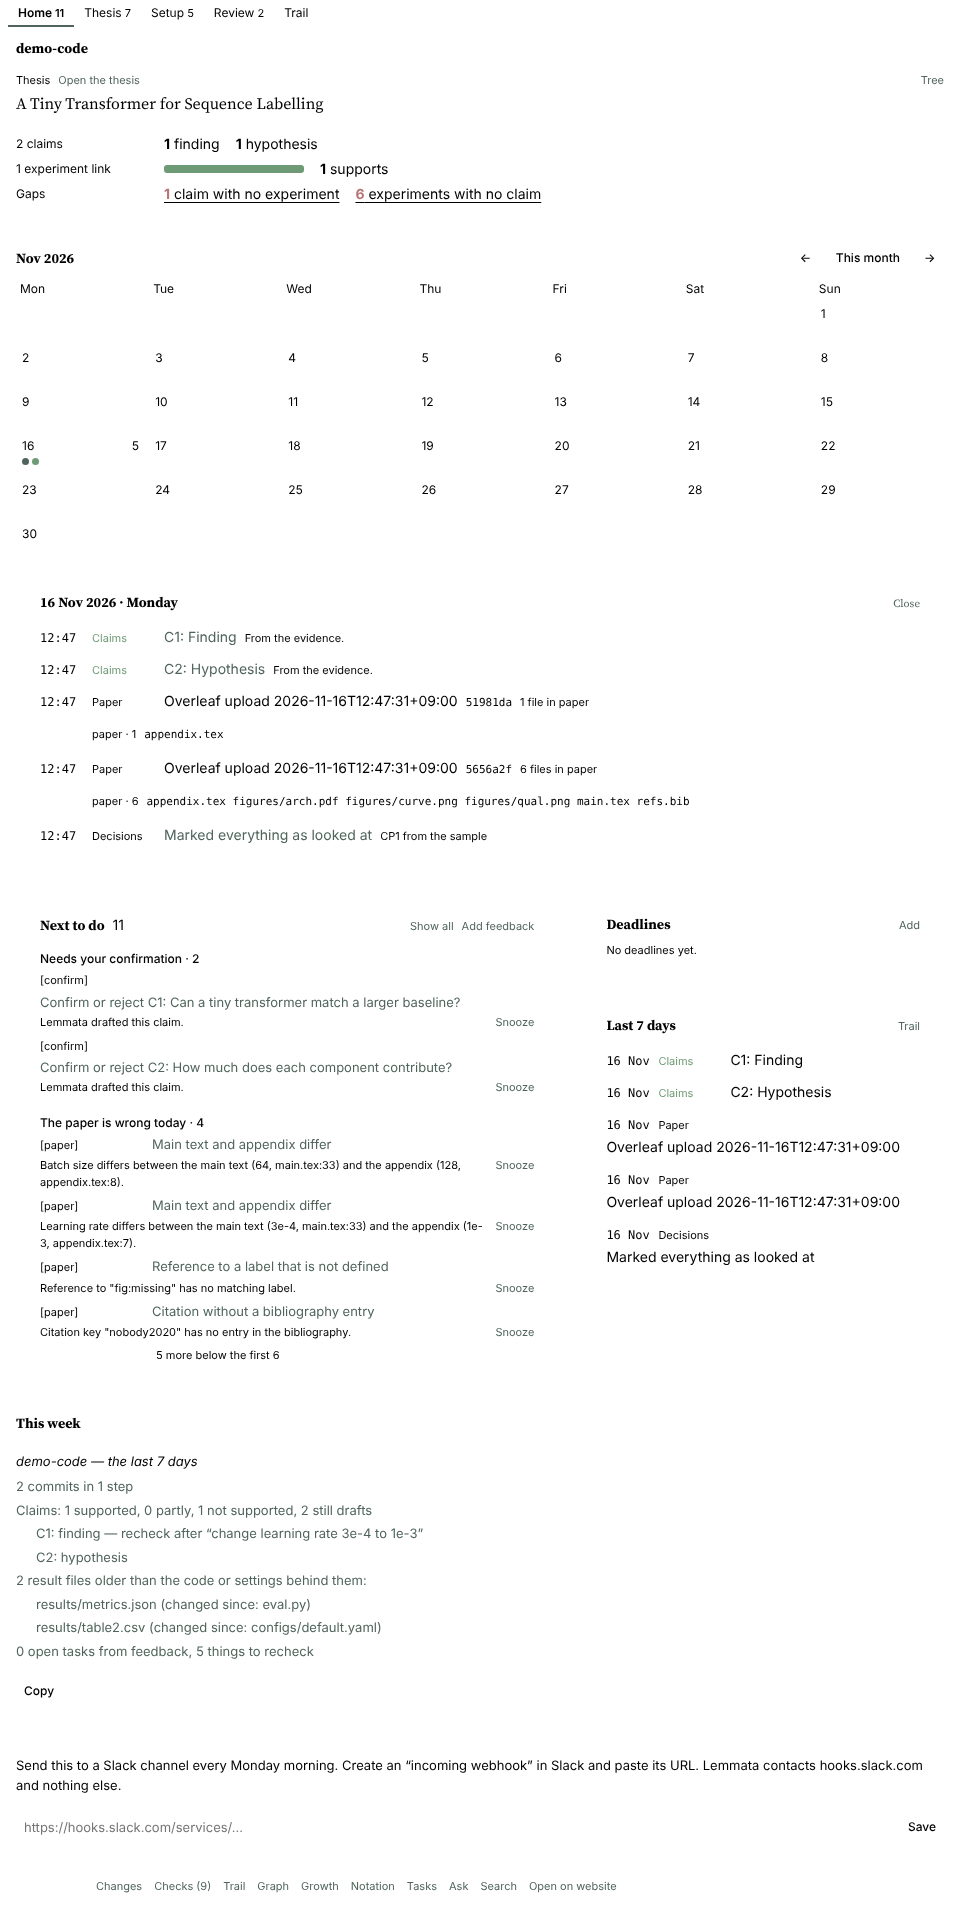 Home 11 Thesis 7 Setup 5 Review 2 Trail
demo-code
Thesis Open the thesis Tree
A Tiny Transformer for Sequence Labelling
2 claims 1 finding 1 hypothesis
1 experiment link 1 supports
Gaps 1 claim with no experiment 6 experiments with no claim
Nov 2026 ← This month →
Mon Tue Wed Thu Fri Sat Sun
1
2 3 4 5 6 7 8
9 10 11 12 13 14 15
16 5 17 18 19 20 21 22
23 24 25 26 27 28 29
30
16 Nov 2026 · Monday Close
12:47 Claims C1: Finding From the evidence.
12:47 Claims C2: Hypothesis From the evidence.
12:47 Paper Overleaf upload 2026-11-16T12:47:31+09:00 51981da 1 file in paper
paper · 1 appendix.tex
12:47 Paper Overleaf upload 2026-11-16T12:47:31+09:00 5656a2f 6 files in paper
paper · 6 appendix.tex figures/arch.pdf figures/curve.png figures/qual.png main.tex refs.bib
12:47 Decisions Marked everything as looked at CP1 from the sample
Next to do 11 Show all Add feedback
Needs your confirmation · 2
[confirm]
Confirm or reject C1: Can a tiny transformer match a larger baseline?
Lemmata drafted this claim. Snooze
[confirm]
Confirm or reject C2: How much does each component contribute?
Lemmata drafted this claim. Snooze
The paper is wrong today · 4
[paper] Main text and appendix differ
Batch size differs between the main text (64, main.tex:33) and the appendix (128, Snooze
appendix.tex:8).
[paper] Main text and appendix differ
Learning rate differs between the main text (3e-4, main.tex:33) and the appendix (1e- Snooze
3, appendix.tex:7).
[paper] Reference to a label that is not defined
Reference to "fig:missing" has no matching label. Snooze
[paper] Citation without a bibliography entry
Citation key "nobody2020" has no entry in the bibliography. Snooze
5 more below the first 6
Deadlines Add
No deadlines yet.
Last 7 days Trail
16 Nov Claims C1: Finding
16 Nov Claims C2: Hypothesis
16 Nov Paper
Overleaf upload 2026-11-16T12:47:31+09:00
16 Nov Paper
Overleaf upload 2026-11-16T12:47:31+09:00
16 Nov Decisions
Marked everything as looked at
This week
demo-code — the last 7 days
2 commits in 1 step
Claims: 1 supported, 0 partly, 1 not supported, 2 still drafts
C1: finding — recheck after “change learning rate 3e-4 to 1e-3”
C2: hypothesis
2 result files older than the code or settings behind them:
results/metrics.json (changed since: eval.py)
results/table2.csv (changed since: configs/default.yaml)
0 open tasks from feedback, 5 things to recheck
Copy
Send this to a Slack channel every Monday morning. Create an “incoming webhook” in Slack and paste its URL. Lemmata contacts hooks.slack.com
and nothing else.
https://hooks.slack.com/services/... Save
Changes Checks (9) Trail Graph Growth Notation Tasks Ask Search Open on website